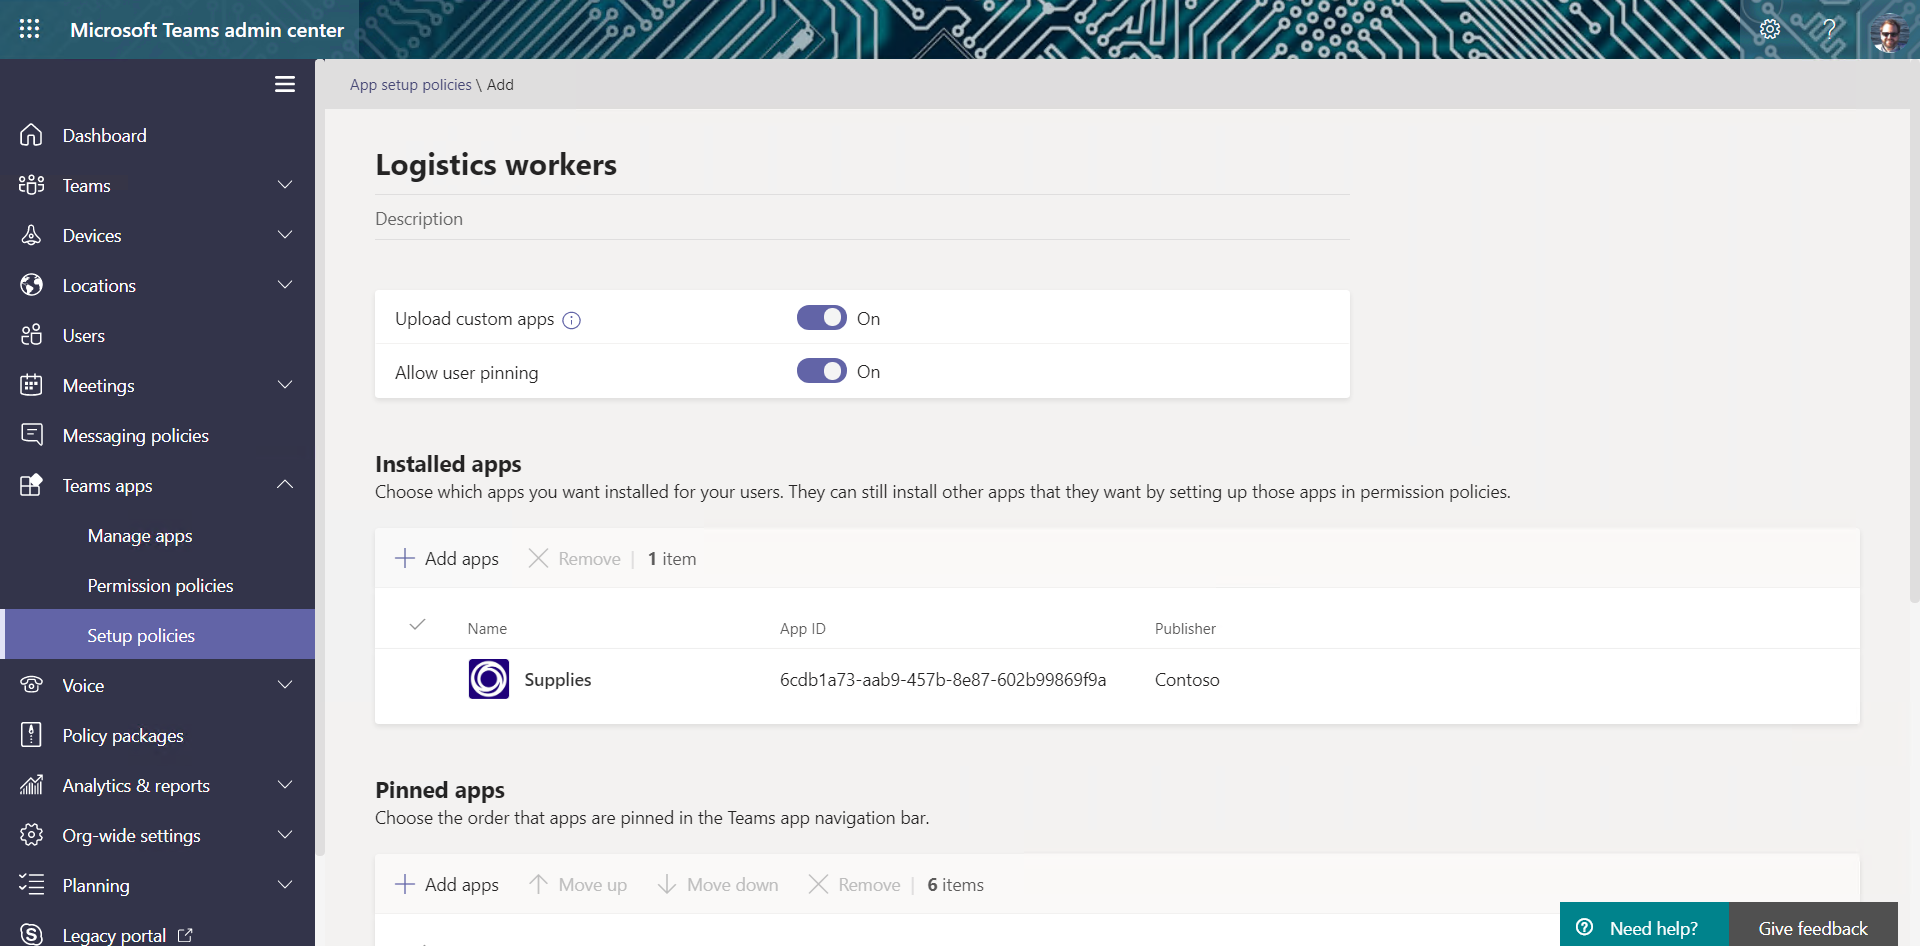 Microsoft Teams admin center
?
App setup policies \ Add
Dashboard
Teams
Devices
Locations
Users
Meetings
Messaging policies
Teams apps
Manage apps
Permission policies
Setup policies
Voice
Policy packages
Analytics & reports
Org-wide settings
Planning
Legacy portal
Logistics workers
Description
Upload custom apps On
Allow user pinning On
Installed apps
Choose which apps you want installed for your users. They can still install other apps that they want by setting up those apps in permission policies.
Add apps Remove | 1 item
Name App ID Publisher
Supplies 6cdb1a73-aab9-457b-8e87-602b99869f9a Contoso
Pinned apps
Choose the order that apps are pinned in the Teams app navigation bar.
Add apps Move up Move down Remove | 6 items
Need help? Give feedback